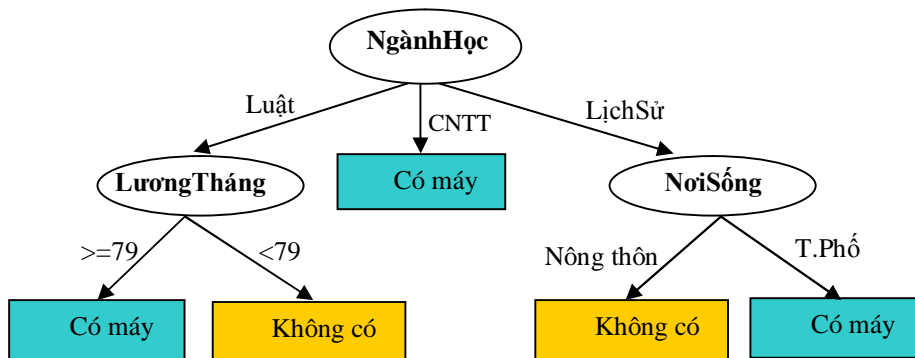 NgànhHọc
Luật
CNTT
LịchSử
LươngTháng
Có máy
NơiSống
>=79
<79
Nông thôn
T.Phố
Có máy
Không có
Không có
Có máy